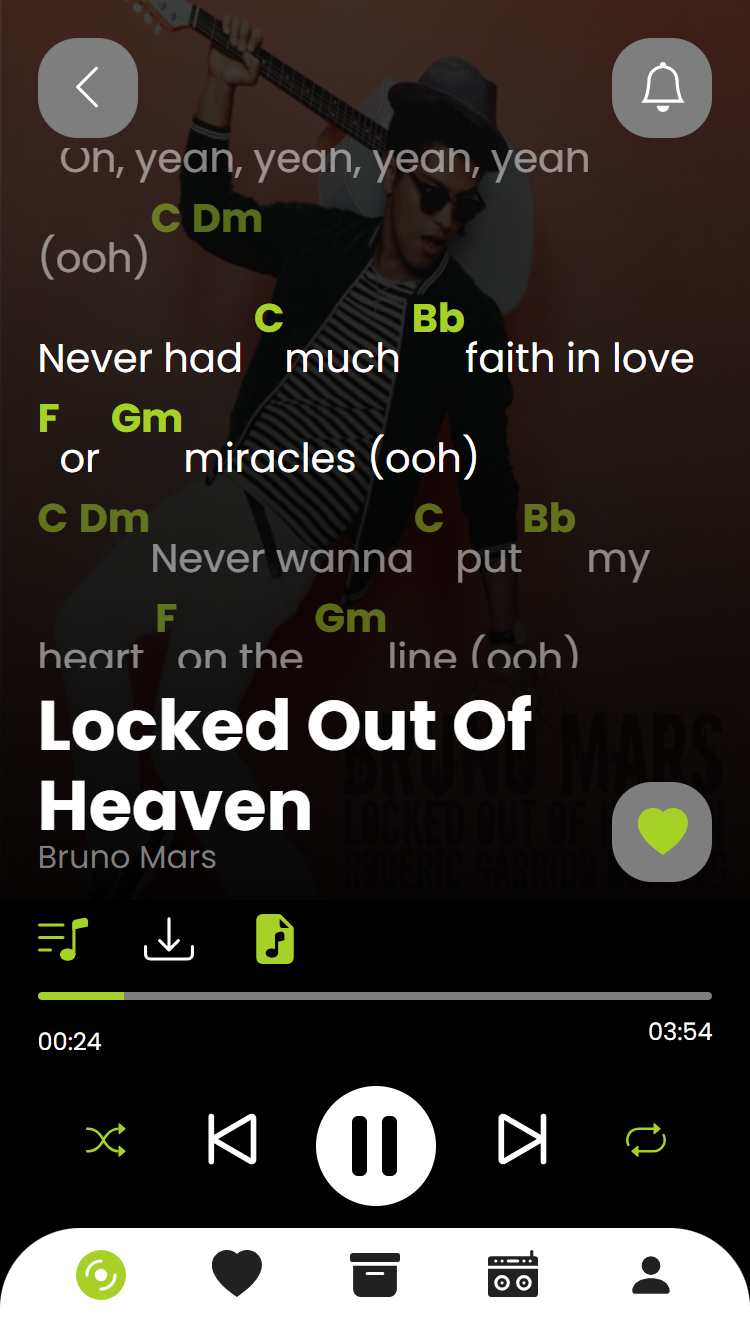 Oh, yeah, yeah, yeah, yeah
C Dm
(ooh)
C Bb
Never had much faith in love
F Gm
or miracles (ooh)
C Dm C Bb
Never wanna put my
F Gm
heart on the line (ooh)
Locked Out Of
Heaven
Bruno Mars
BRUNO MARS
LOCKED OUT OF
RODERIC GARRIDO
00:24
03:54